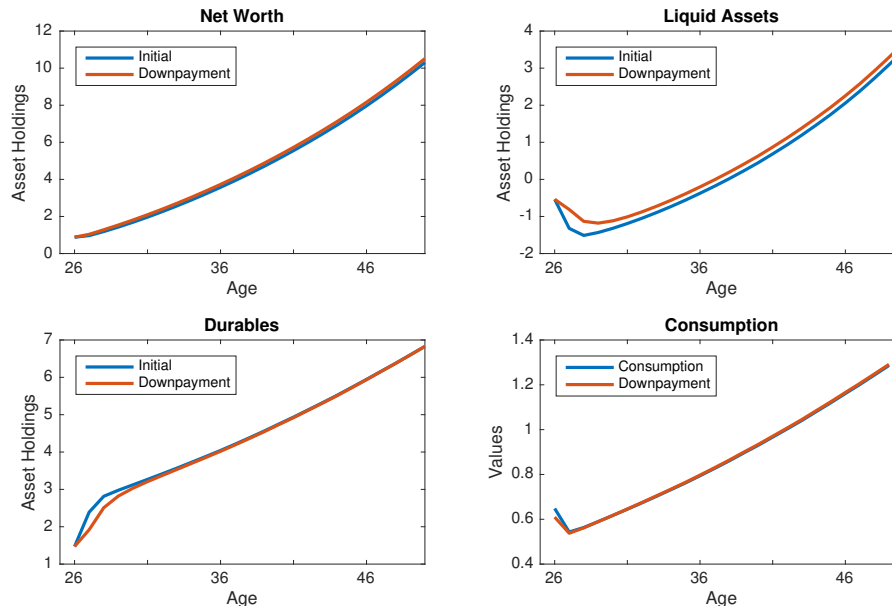 Net Worth
12
10
8
6
4
2
0
Asset Holdings
Initial
Downpayment
26
36
46
Age
Liquid Assets
4
3
2
1
0
-1
-2
Asset Holdings
Initial
Downpayment
26
36
46
Age
Durables
7
6
5
4
3
2
1
Asset Holdings
Initial
Downpayment
26
36
46
Age
Consumption
1.4
1.2
1
0.8
0.6
0.4
Values
Consumption
Downpayment
26
36
46
Age